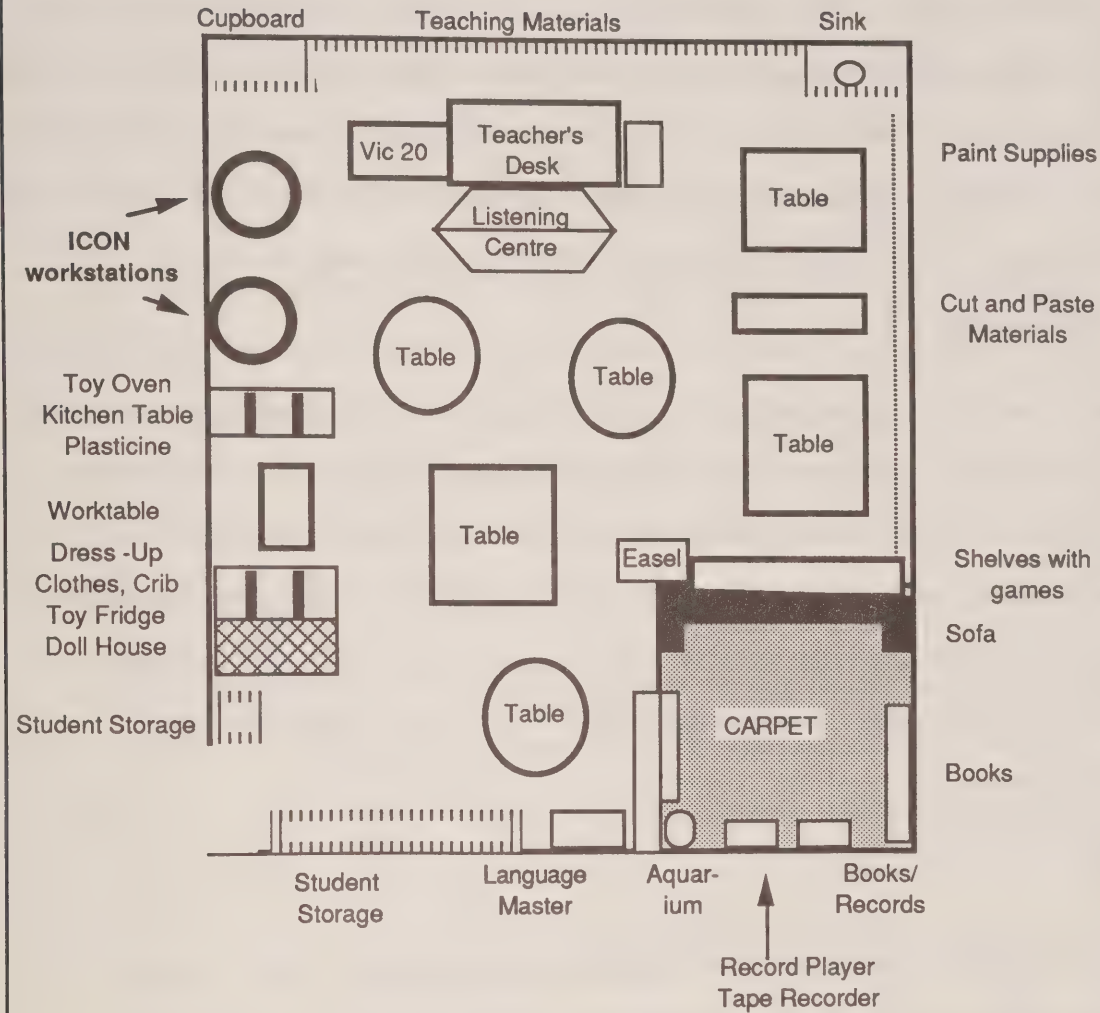 Cupboard
Teaching Materials
Sink
Vic 20
Teacher's
Desk
Table
Paint Supplies
ICON
workstations
Listening
Centre
Cut and Paste
Materials
Table
Table
Toy Oven
Kitchen Table
Plasticine
Table
Worktable
Table
Dress -Up
Clothes, Crib
Toy Fridge
Doll House
Easel
Shelves with
games
Sofa
Student Storage
Table
CARPET
Books
Student
Storage
Language
Master
Aquar-
ium
Books/
Records
Record Player
Tape Recorder